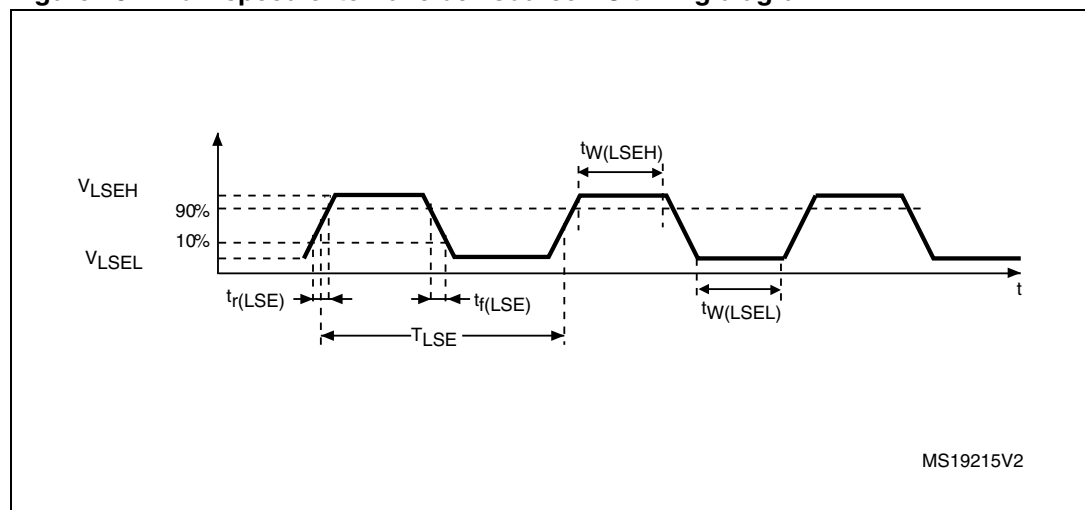 tW(LSEH)
VLSEH
90%
10%
VLSEL
tr(LSE)
tf(LSE)
tW(LSEL)
t
TLSE
MS19215V2